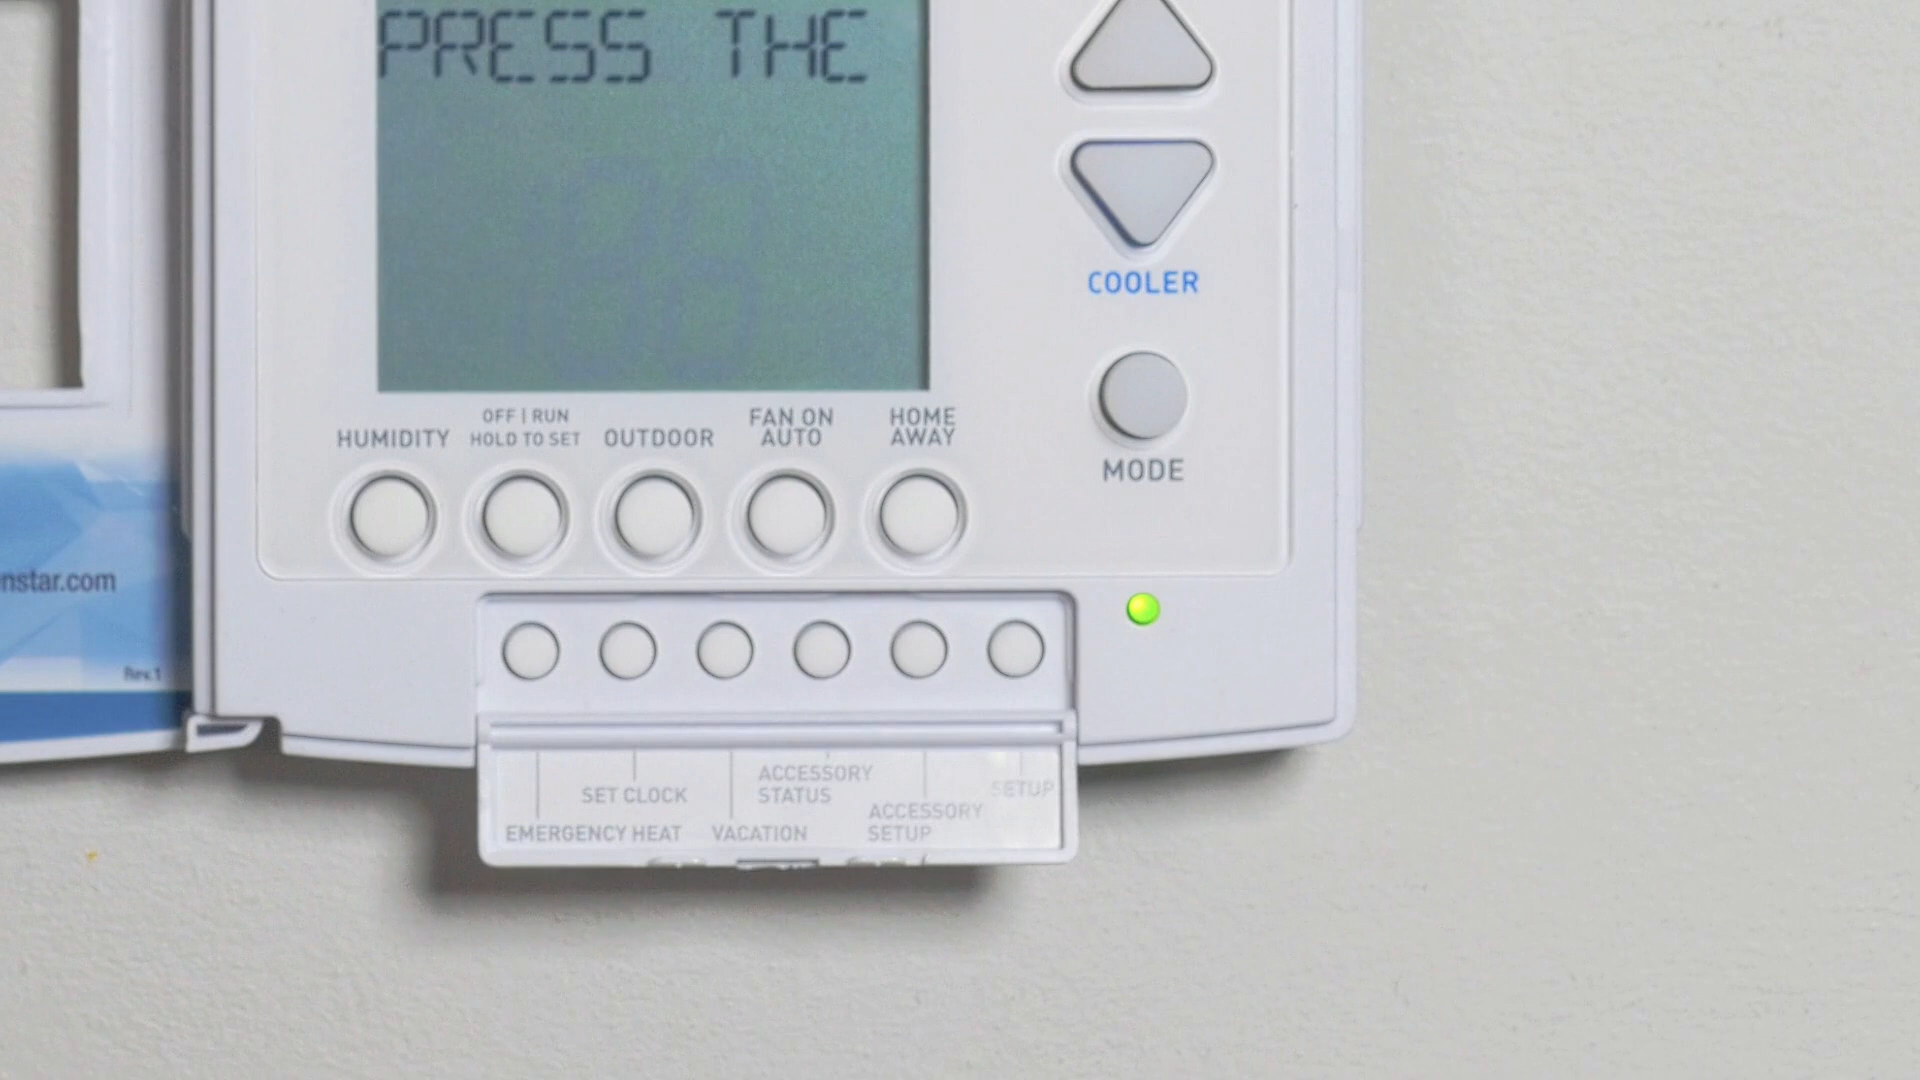 PRESS THE
COOLER
MODE
HUMIDITY
OFF | RUN
HOLD TO SET
OUTDOOR
FAN ON
AUTO
HOME
AWAY
nstar.com
Rev.1
SET CLOCK
ACCESSORY
STATUS
SETUP
EMERGENCY HEAT
VACATION
ACCESSORY
SETUP